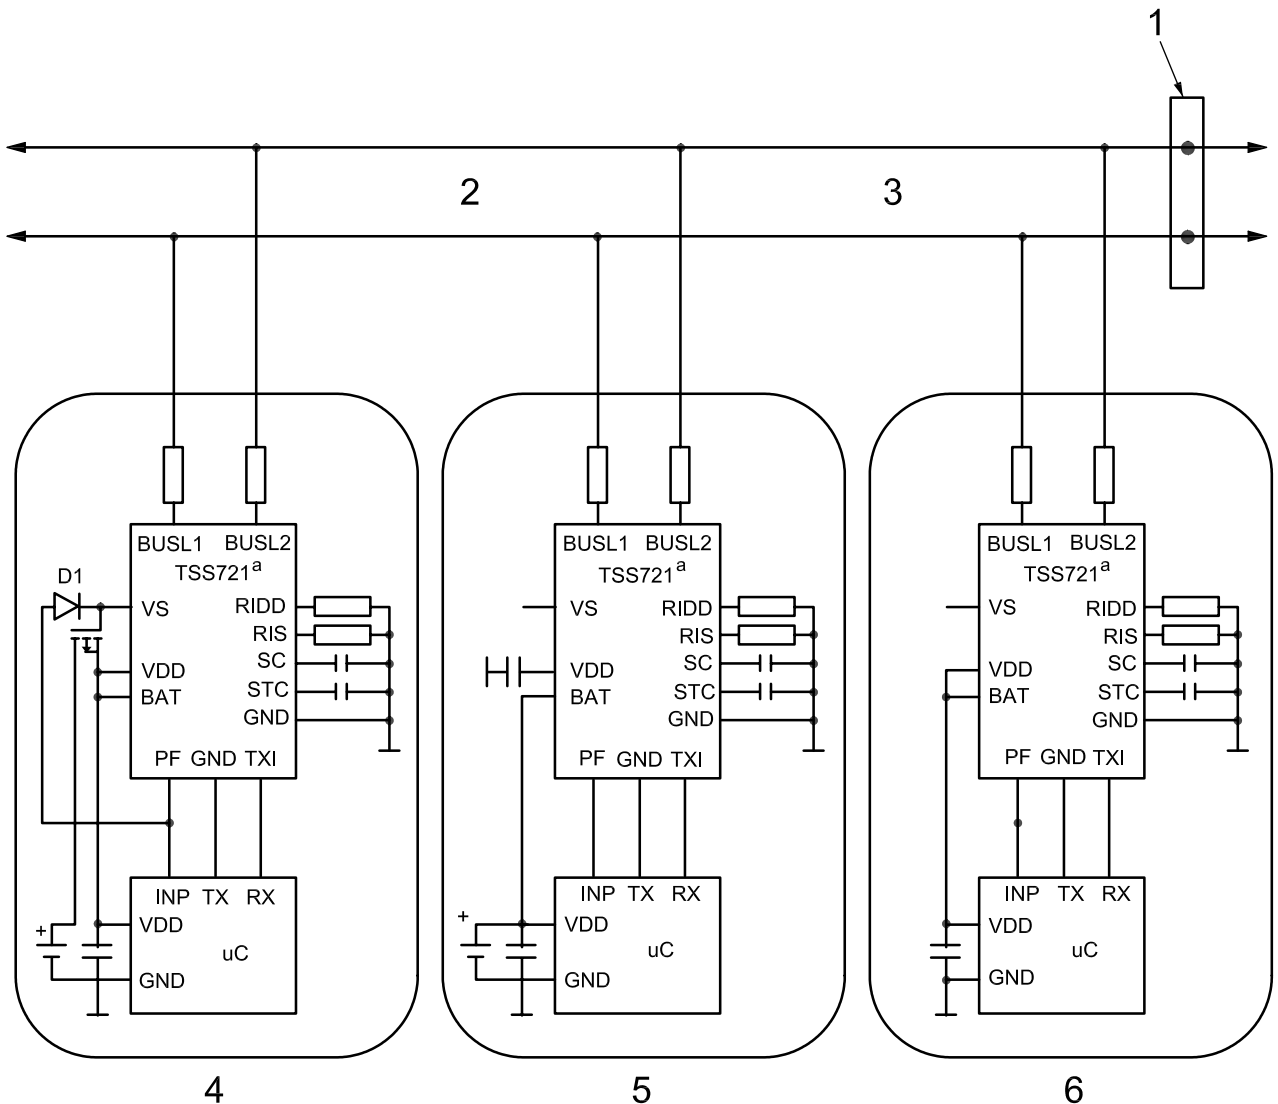 1
2
3
BUSL1 BUSL2
TSS721a
D1
VS
RIDD
RIS
SC
VDD
STC
BAT
GND
PF GND TXI
INP TX RX
VDD
+
uC
GND
4
BUSL1 BUSL2
TSS721a
VS
RIDD
RIS
SC
VDD
STC
BAT
GND
PF GND TXI
INP TX RX
+
VDD
uC
GND
5
BUSL1 BUSL2
TSS721a
VS
RIDD
RIS
SC
VDD
STC
BAT
GND
PF GND TXI
INP TX RX
VDD
uC
GND
6